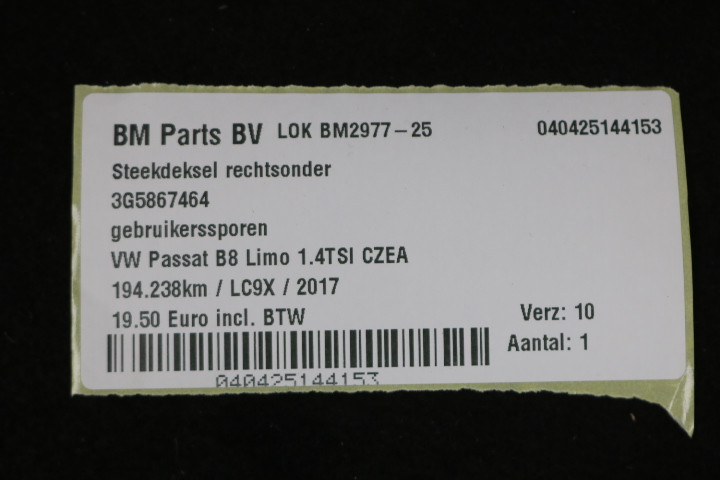 BM Parts BV LOK BM2977-25 040425144153
Steekdeksel rechtsonder
3G5867464
gebruikerssporen
VW Passat B8 Limo 1.4TSI CZEA
194.238km / LC9X / 2017
19.50 Euro incl. BTW Verz: 10
Aantal: 1
040425144153